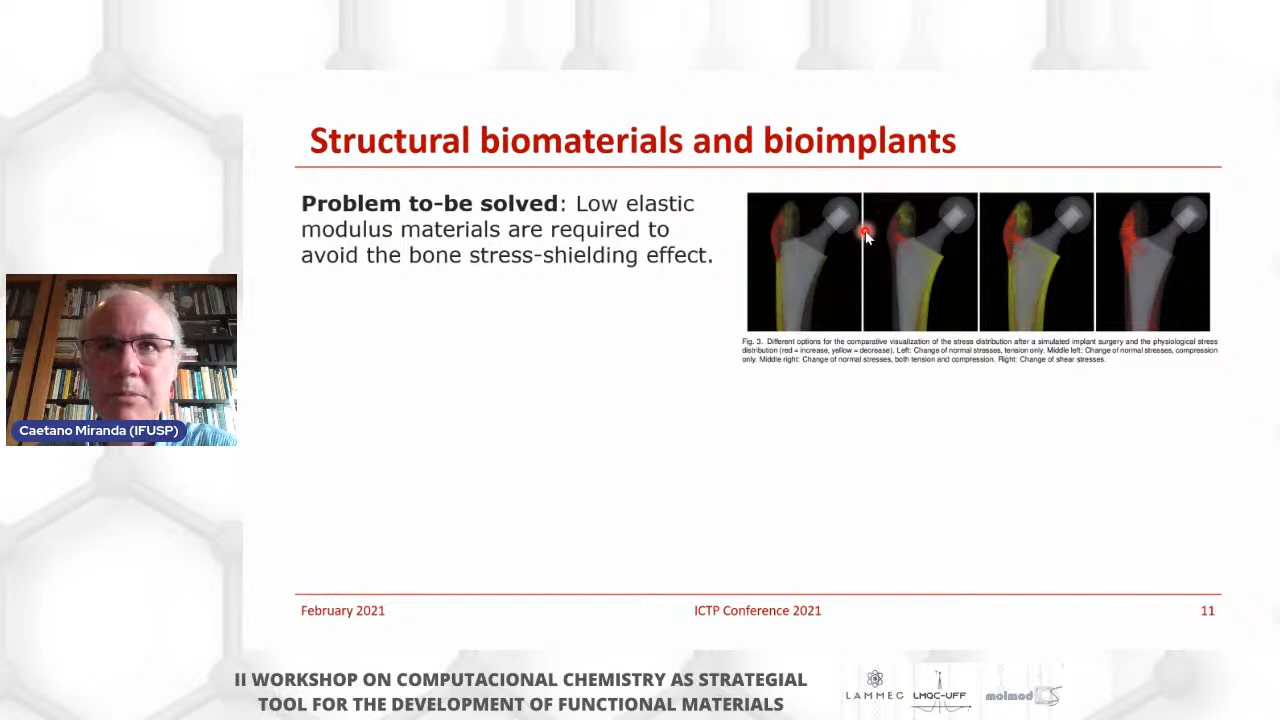 Structural biomaterials and bioimplants
Problem to-be solved: Low elastic
modulus materials are required to
avoid the bone stress-shielding effect.
Fig. 3. Different options for the comparative visualization of the stress distribution after a simulated implant surgery and the physiological stress
distribution (red = increase, yellow = decrease). Left: Change of normal stresses, tension only. Middle left: Change of normal stresses, compression
only. Middle right: Change of normal stresses, both tension and compression. Right: Change of shear stresses.
Caetano Miranda (IFUSP)
February 2021
ICTP Conference 2021
11
II WORKSHOP ON COMPUTACIONAL CHEMISTRY AS STRATEGIAL
TOOL FOR THE DEVELOPMENT OF FUNCTIONAL MATERIALS
LAMMEC
LMQC-UFF
molmod